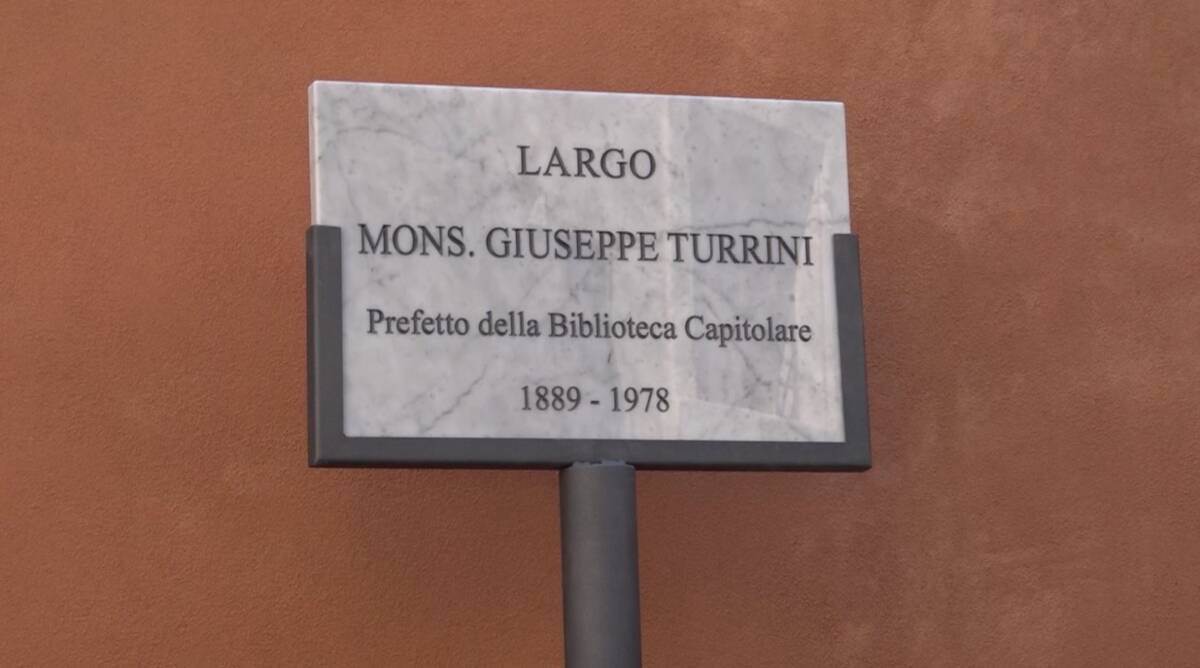 LARGO
MONS. GIUSEPPE TURRINI
Prefetto della Biblioteca Capitolare
1889 - 1978